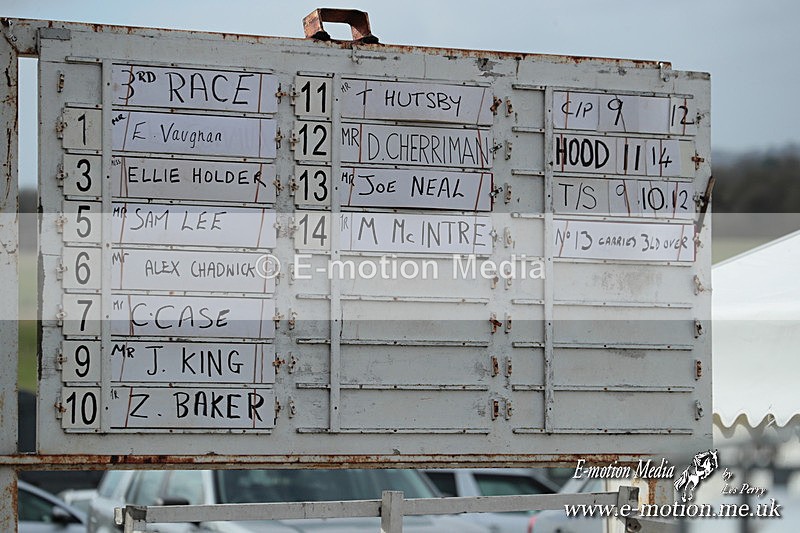 3RD RACE
1 MR E. Vaughan
3 MISS ELLIE HOLDER
5 MR SAM LEE
6 Mr ALEX CHADWICK
7 Mr C. CASE
9 MR J. KING
10 MR Z. BAKER
11 MR T HUTSBY
12 MR D. CHERRIMAN
13 MR JOE NEAL
14 MR M McINTRE
C/P 9 12
HOOD 11 14
T/S 9 10 12
No 13 CARRIES 3LD OVER
© E-motion Media
E-motion Media
by
Les Perry
www.e-motion.me.uk